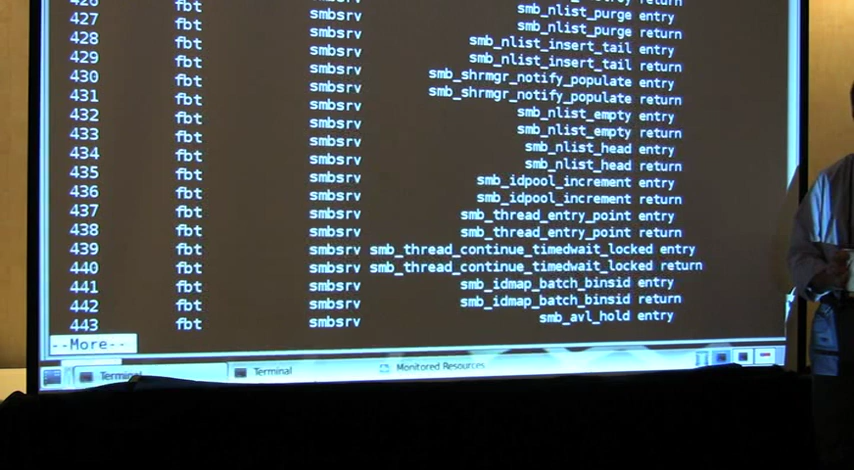 smb_nlist_purge entry
426 fbt smbsrv smb_nlist_purge return
427 fbt smbsrv smb_nlist_insert_tail entry
428 fbt smbsrv smb_nlist_insert_tail return
429 fbt smbsrv smb_shrmgr_notify_populate entry
430 fbt smbsrv smb_shrmgr_notify_populate return
431 fbt smbsrv smb_nlist_empty entry
432 fbt smbsrv smb_nlist_empty return
433 fbt smbsrv smb_nlist_head entry
434 fbt smbsrv smb_nlist_head return
435 fbt smbsrv smb_idpool_increment entry
436 fbt smbsrv smb_idpool_increment return
437 fbt smbsrv smb_thread_entry_point entry
438 fbt smbsrv smb_thread_entry_point return
439 fbt smbsrv smb_thread_continue_timedwait_locked entry
440 fbt smbsrv smb_thread_continue_timedwait_locked return
441 fbt smbsrv smb_idmap_batch_binsid entry
442 fbt smbsrv smb_idmap_batch_binsid return
443 fbt smbsrv smb_avl_hold entry
--More--
Terminal Terminal Monitored Resources